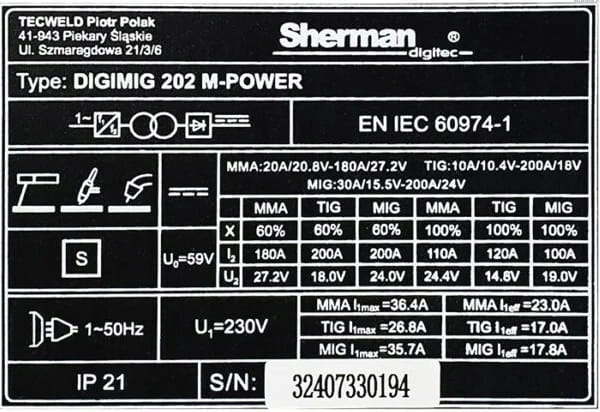 TECWELD Piotr Polak
41-943 Piekary Śląskie
Ul. Szmaragdowa 21/3/6
Sherman ®
digitec
Type: DIGIMIG 202 M-POWER
1~ f1 f2
EN IEC 60974-1
MMA:20A/20.8V-180A/27.2V TIG:10A/10.4V-200A/18V
MIG:30A/15.5V-200A/24V
MMA TIG MIG MMA TIG MIG
X 60% 60% 60% 100% 100% 100%
S U₀=59V I₂ 180A 200A 200A 110A 120A 100A
U₂ 27.2V 18.0V 24.0V 24.4V 14.8V 19.0V
1~50Hz U₁=230V
MMA I1max=36.4A MMA I1eff=23.0A
TIG I1max=26.8A TIG I1eff=17.0A
MIG I1max=35.7A MIG I1eff=17.8A
IP 21 S/N: 32407330194